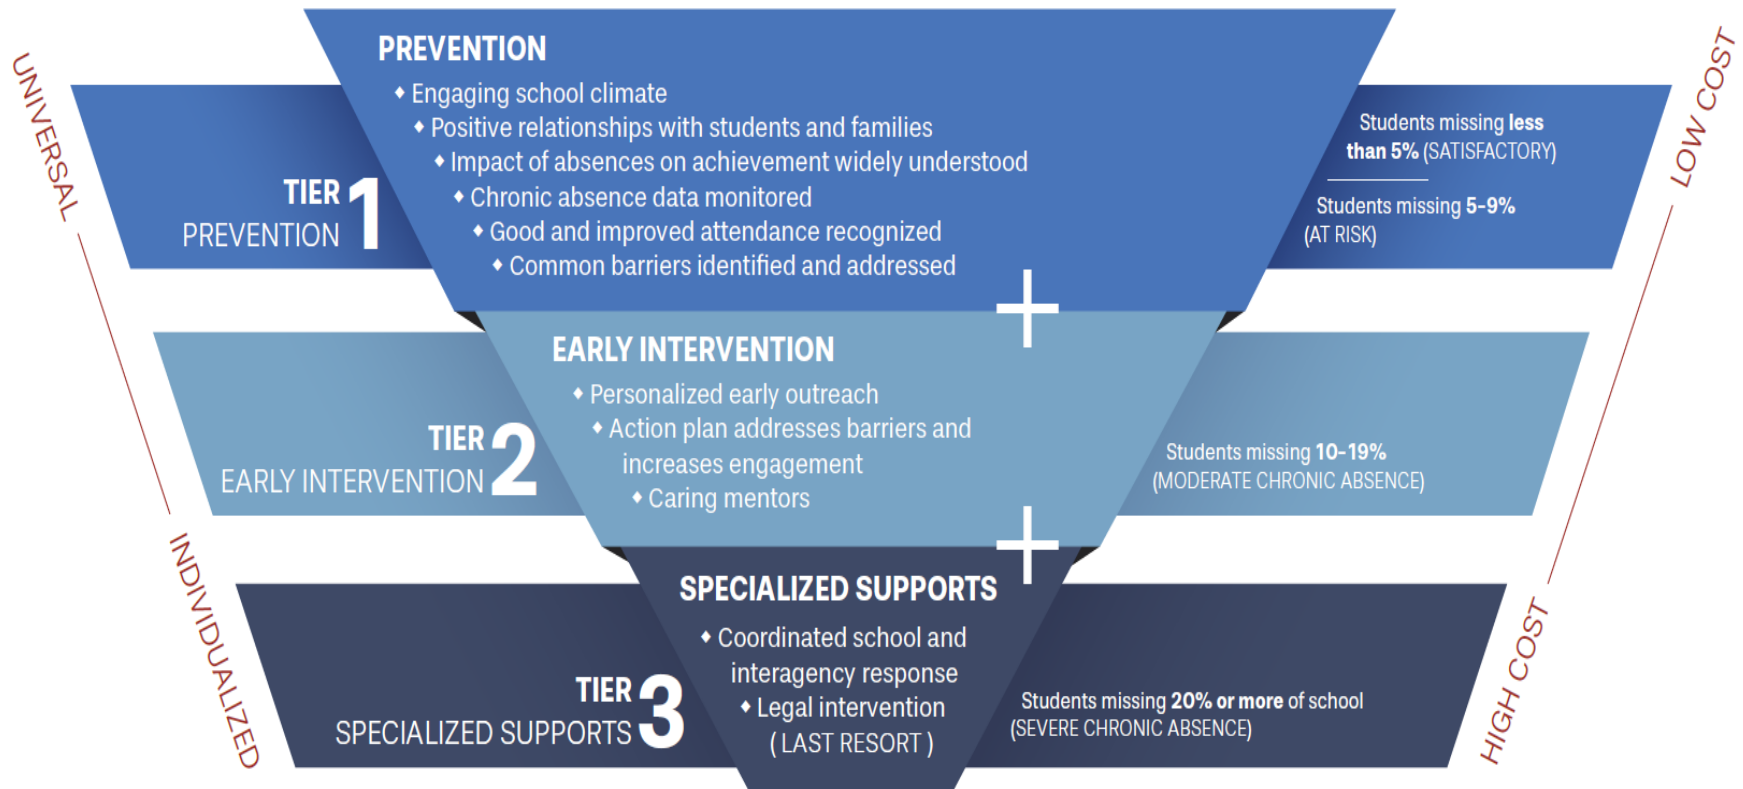 UNIVERSAL
INDIVIDUALIZED
TIER 1
PREVENTION
PREVENTION
♦ Engaging school climate
♦ Positive relationships with students and families
♦ Impact of absences on achievement widely understood
♦ Chronic absence data monitored
♦ Good and improved attendance recognized
♦ Common barriers identified and addressed
Students missing less
than 5% (SATISFACTORY)
Students missing 5-9%
(AT RISK)
LOW COST
+
TIER 2
EARLY INTERVENTION
EARLY INTERVENTION
♦ Personalized early outreach
♦ Action plan addresses barriers and
increases engagement
♦ Caring mentors
Students missing 10-19%
(MODERATE CHRONIC ABSENCE)
+
TIER 3
SPECIALIZED SUPPORTS
SPECIALIZED SUPPORTS
♦ Coordinated school and
interagency response
♦ Legal intervention
( LAST RESORT )
Students missing 20% or more of school
(SEVERE CHRONIC ABSENCE)
HIGH COST